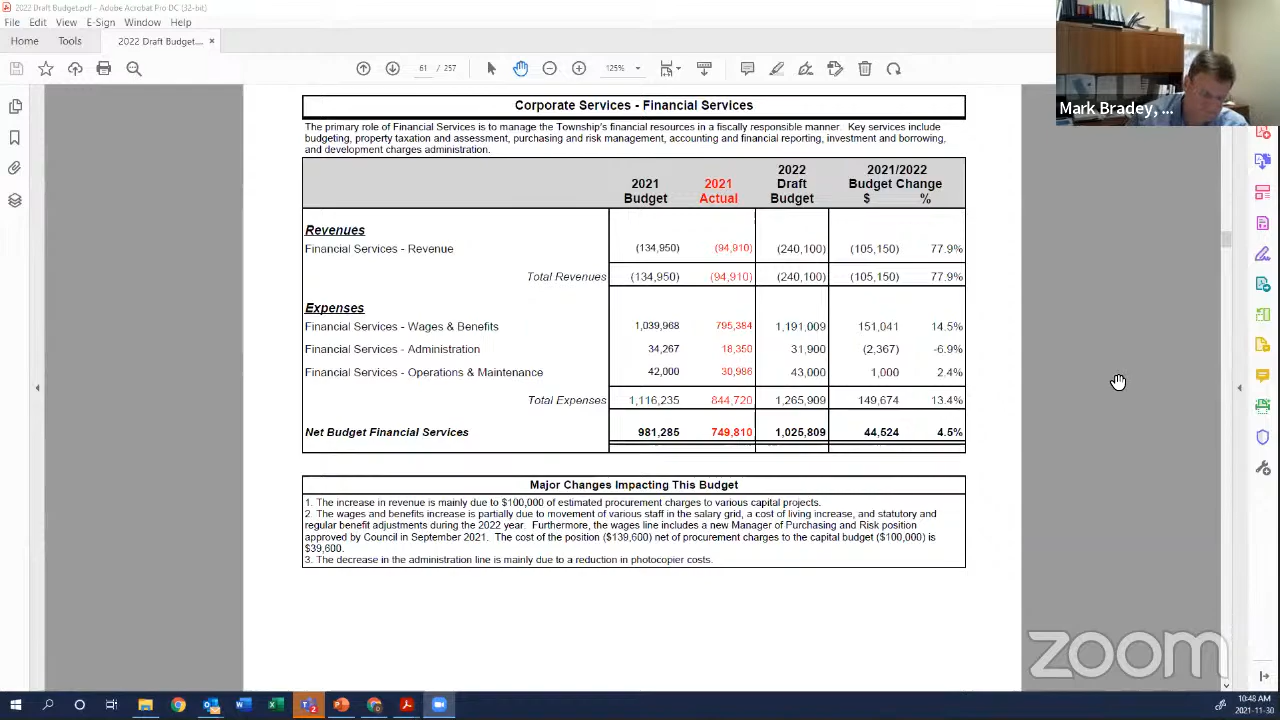 2022 Draft Budget.pdf - Adobe Acrobat Pro DC (32-bit)
File Edit View E-Sign Window Help
Home Tools 2022 Draft Budget... ×
61 / 257 125%
Mark Bradey, ...
Corporate Services - Financial Services
The primary role of Financial Services is to manage the Township's financial resources in a fiscally responsible manner. Key services include
budgeting, property taxation and assessment, purchasing and risk management, accounting and financial reporting, investment and borrowing,
and development charges administration.
2021 Budget 2021 Actual 2022 Draft Budget 2021/2022 Budget Change $ %
Revenues
Financial Services - Revenue (134,950) (94,910) (240,100) (105,150) 77.9%
Total Revenues (134,950) (94,910) (240,100) (105,150) 77.9%
Expenses
Financial Services - Wages & Benefits 1,039,968 795,384 1,191,009 151,041 14.5%
Financial Services - Administration 34,267 18,350 31,900 (2,367) -6.9%
Financial Services - Operations & Maintenance 42,000 30,986 43,000 1,000 2.4%
Total Expenses 1,116,235 844,720 1,265,909 149,674 13.4%
Net Budget Financial Services 981,285 749,810 1,025,809 44,524 4.5%
Major Changes Impacting This Budget
1. The increase in revenue is mainly due to $100,000 of estimated procurement charges to various capital projects.
2. The wages and benefits increase is partially due to movement of various staff in the salary grid, a cost of living increase, and statutory and
regular benefit adjustments during the 2022 year. Furthermore, the wages line includes a new Manager of Purchasing and Risk position
approved by Council in September 2021. The cost of the position ($139,600) net of procurement charges to the capital budget ($100,000) is
$39,600.
3. The decrease in the administration line is mainly due to a reduction in photocopier costs.
zoom
10:48 AM
2021-11-30